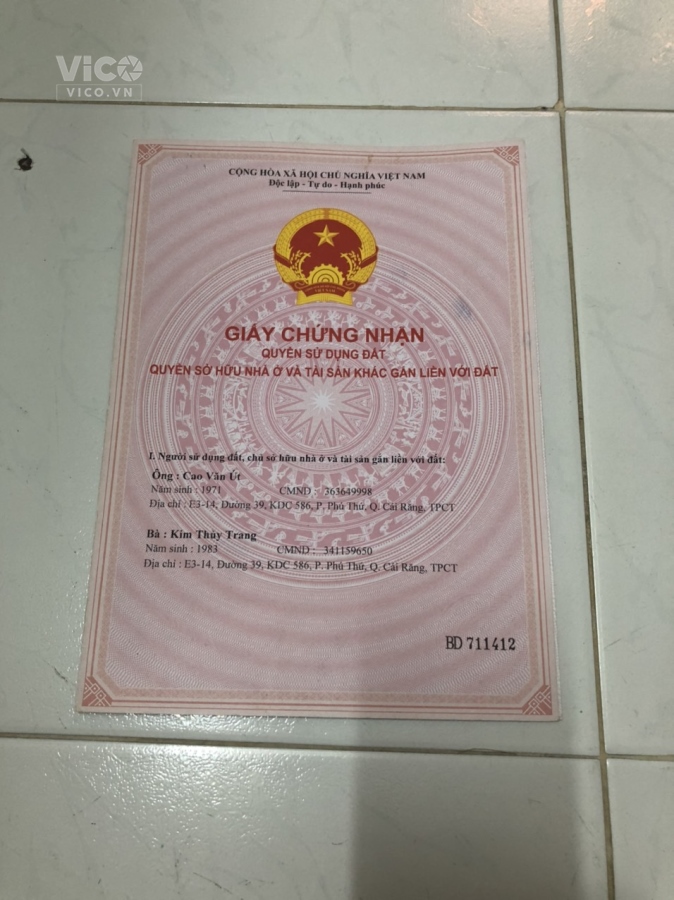 ViCO
VICO.VN
CỘNG HÒA XÃ HỘI CHỦ NGHĨA VIỆT NAM
Độc lập - Tự do - Hạnh phúc
GIẤY CHỨNG NHẬN
QUYỀN SỬ DỤNG ĐẤT
QUYỀN SỞ HỮU NHÀ Ở VÀ TÀI SẢN KHÁC GẮN LIỀN VỚI ĐẤT
I. Người sử dụng đất, chủ sở hữu nhà ở và tài sản gắn liền với đất:
Ông : Cao Văn Út
Năm sinh : 1971 CMND : 363649998
Địa chỉ : E3-14, Đường 39, KDC 586, P. Phú Thứ, Q. Cái Răng, TPCT
Bà : Kim Thùy Trang
Năm sinh : 1983 CMND : 341159650
Địa chỉ : E3-14, Đường 39, KDC 586, P. Phú Thứ, Q. Cái Răng, TPCT
BD 711412